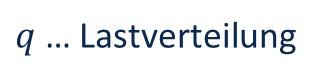 q … Lastverteilung